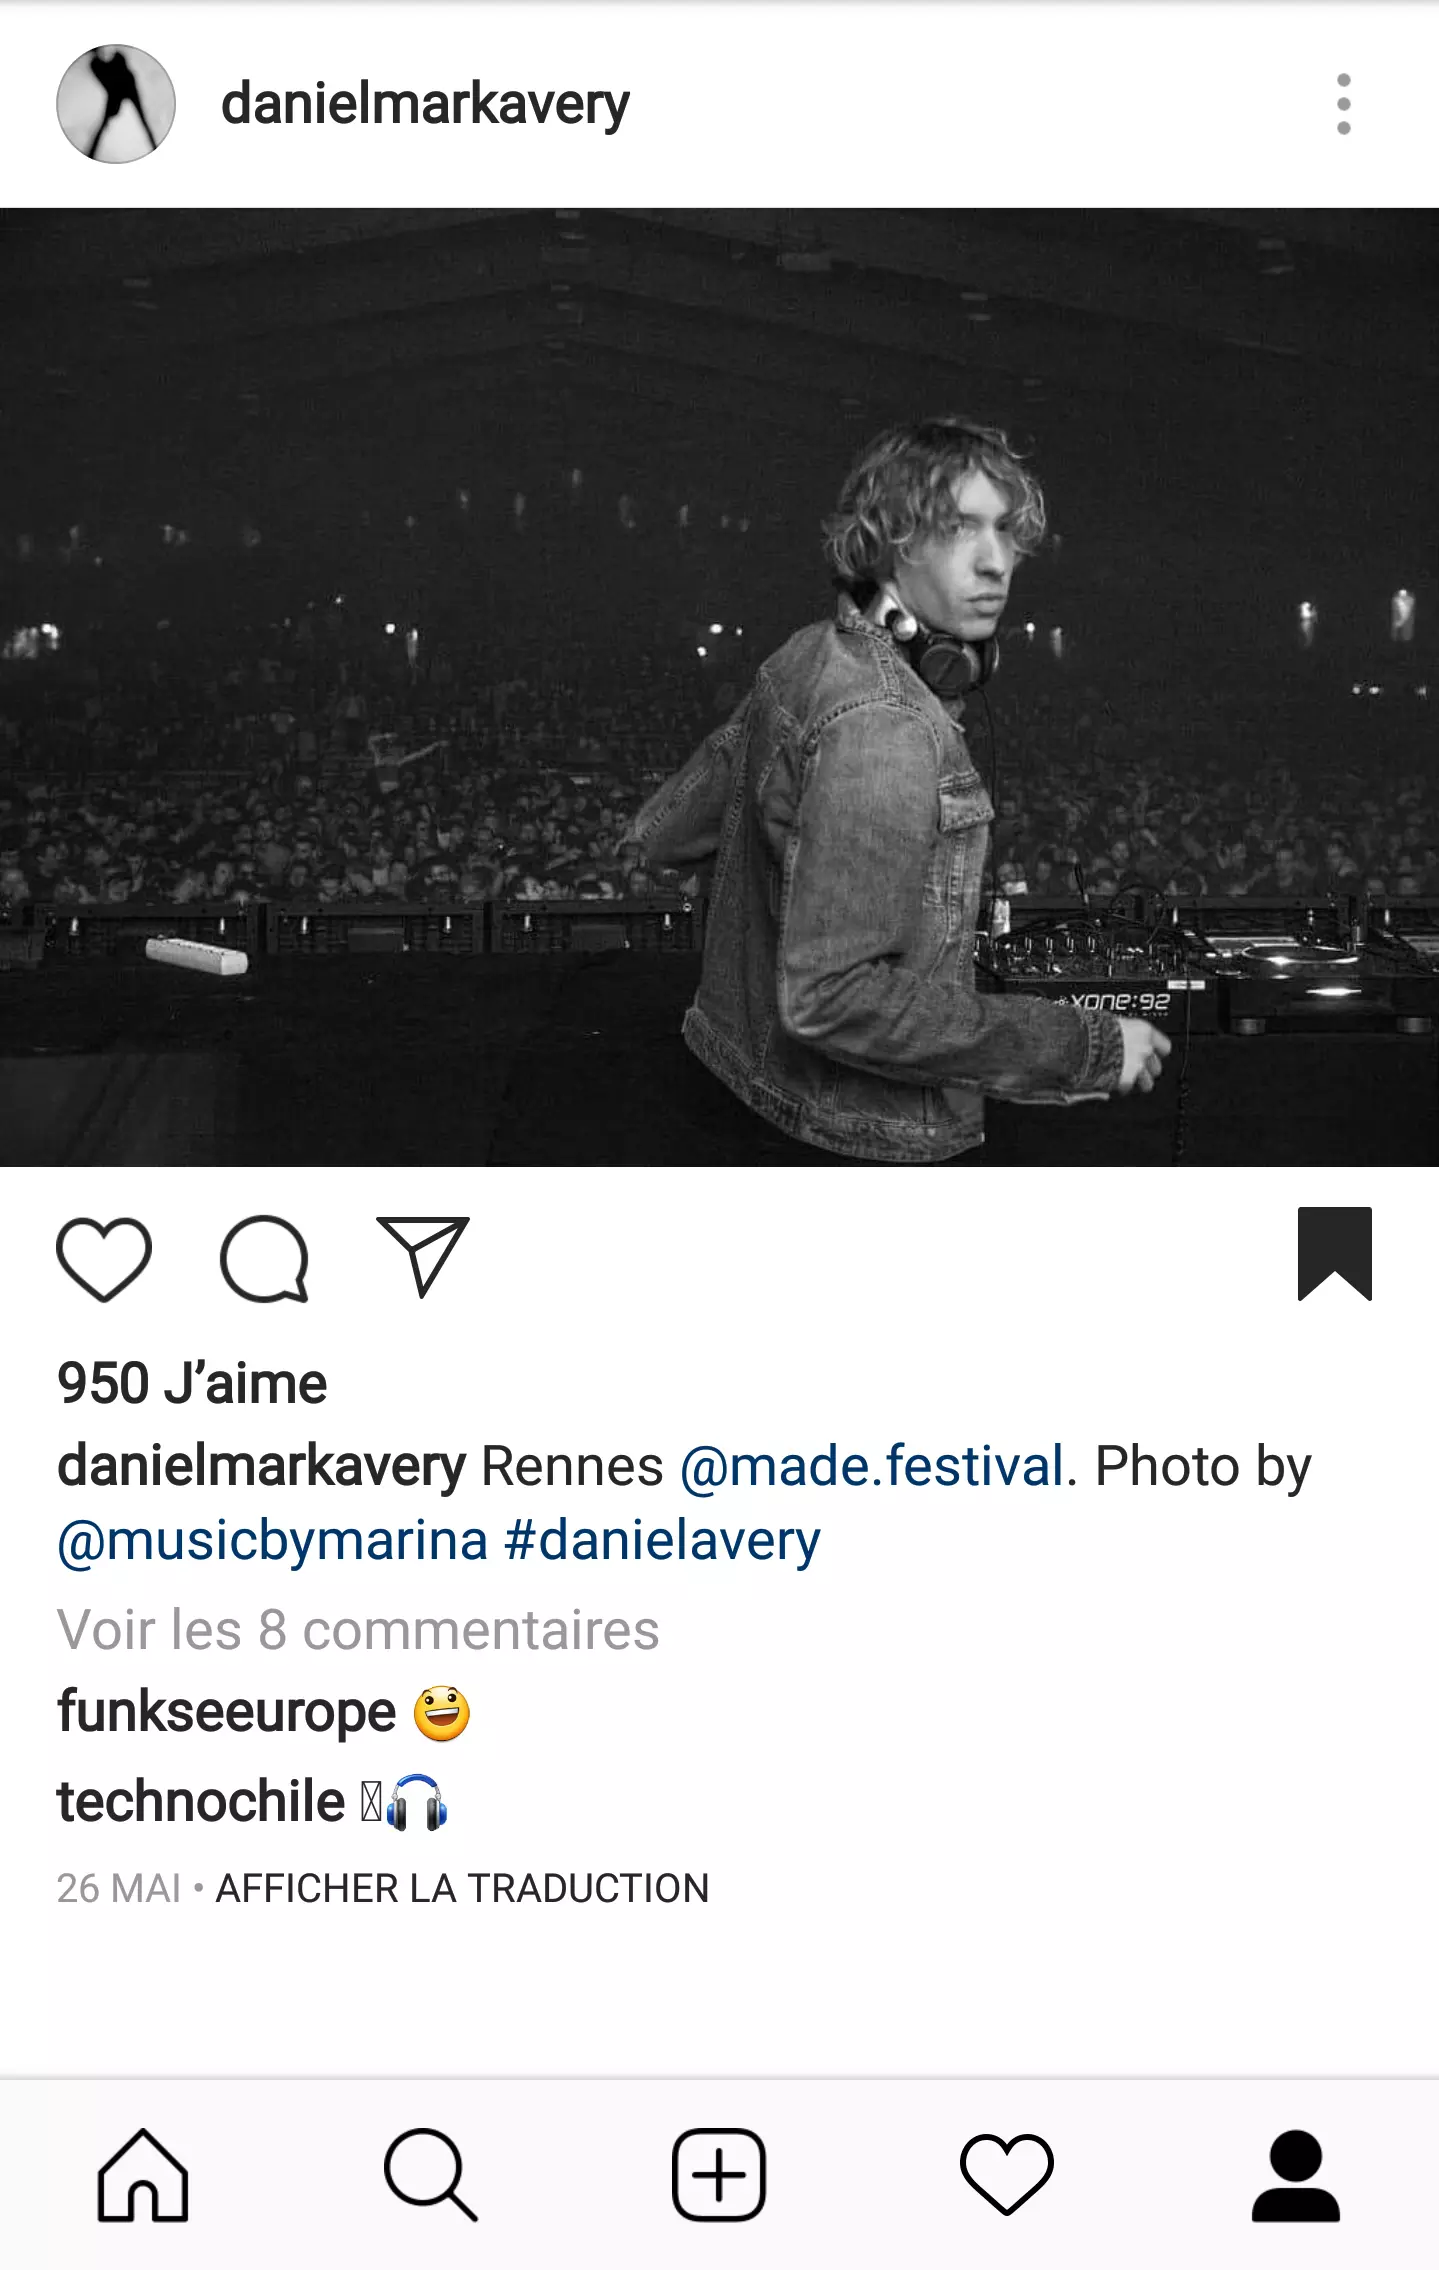 danielmarkavery
xone:92
950 J’aime
danielmarkavery Rennes @made.festival. Photo by
@musicbymarina #danielavery
Voir les 8 commentaires
funkseeurope 😃
technochile 🎧
26 MAI • AFFICHER LA TRADUCTION